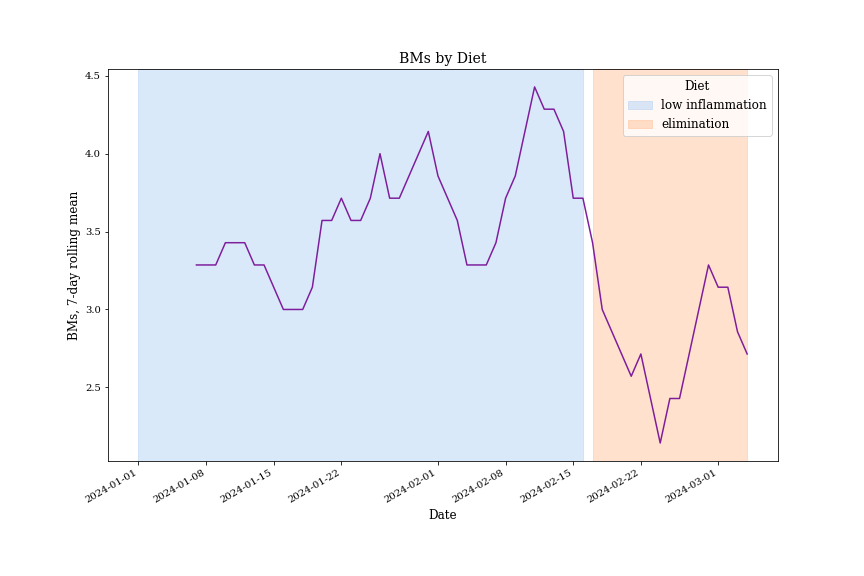 BMs by Diet
Diet
low inflammation
elimination
BMs, 7-day rolling mean
4.5
4.0
3.5
3.0
2.5
2024-01-01
2024-01-08
2024-01-15
2024-01-22
2024-02-01
2024-02-08
2024-02-15
2024-02-22
2024-03-01
Date